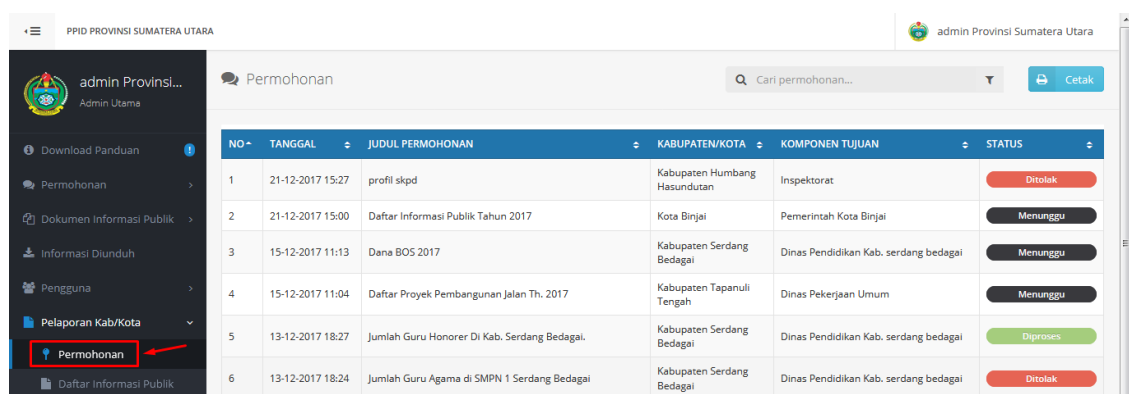 PPID PROVINSI SUMATERA UTARA
admin Provinsi Sumatera Utara
admin Provinsi...
Admin Utama
Download Panduan
Permohonan
Dokumen Informasi Publik
Informasi Diunduh
Pengguna
Pelaporan Kab/Kota
Permohonan
Daftar Informasi Publik
Permohonan
Cari permohonan...
Cetak
NO TANGGAL JUDUL PERMOHONAN KABUPATEN/KOTA KOMPONEN TUJUAN STATUS
1 21-12-2017 15:27 profil skpd Kabupaten Humbang Hasundutan Inspektorat Ditolak
2 21-12-2017 15:00 Daftar Informasi Publik Tahun 2017 Kota Binjai Pemerintah Kota Binjai Menunggu
3 15-12-2017 11:13 Dana BOS 2017 Kabupaten Serdang Bedagai Dinas Pendidikan Kab. serdang bedagai Menunggu
4 15-12-2017 11:04 Daftar Proyek Pembangunan Jalan Th. 2017 Kabupaten Tapanuli Tengah Dinas Pekerjaan Umum Menunggu
5 13-12-2017 18:27 Jumlah Guru Honorer Di Kab. Serdang Bedagai. Kabupaten Serdang Bedagai Dinas Pendidikan Kab. serdang bedagai Diproses
6 13-12-2017 18:24 Jumlah Guru Agama di SMPN 1 Serdang Bedagai Kabupaten Serdang Bedagai Dinas Pendidikan Kab. serdang bedagai Ditolak